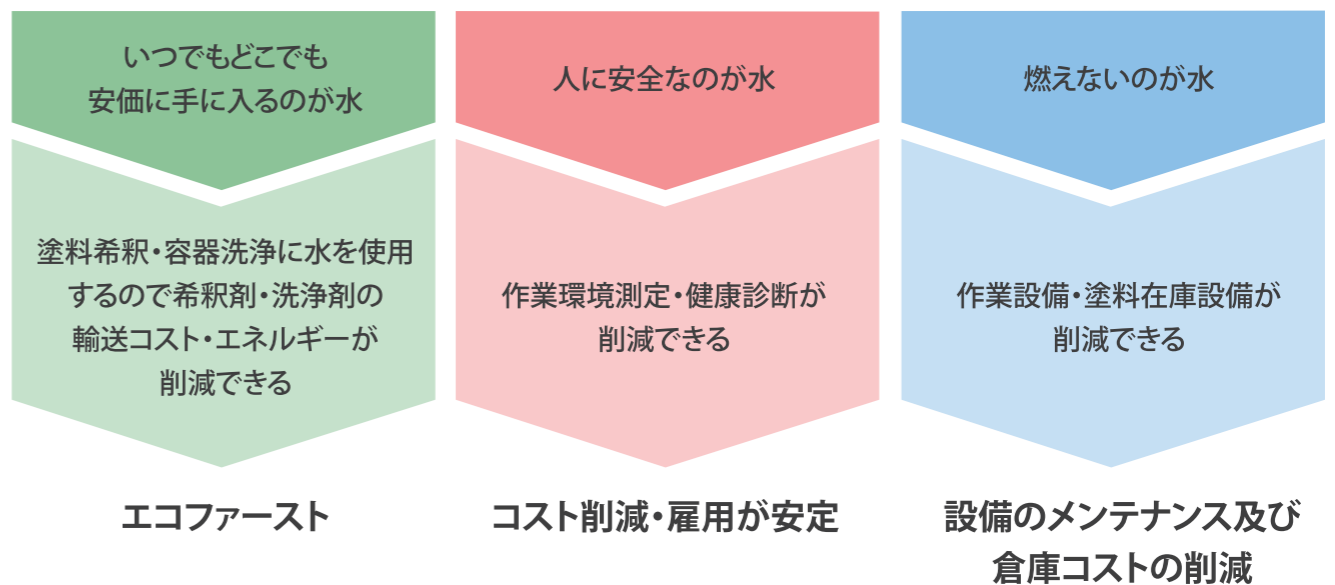 いつでもどこでも
安価に手に入るのが水
塗料希釈・容器洗浄に水を使用
するので希釈剤・洗浄剤の
輸送コスト・エネルギーが
削減できる
エコファースト
人に安全なのが水
作業環境測定・健康診断が
削減できる
コスト削減・雇用が安定
燃えないのが水
作業設備・塗料在庫設備が
削減できる
設備のメンテナンス及び
倉庫コストの削減